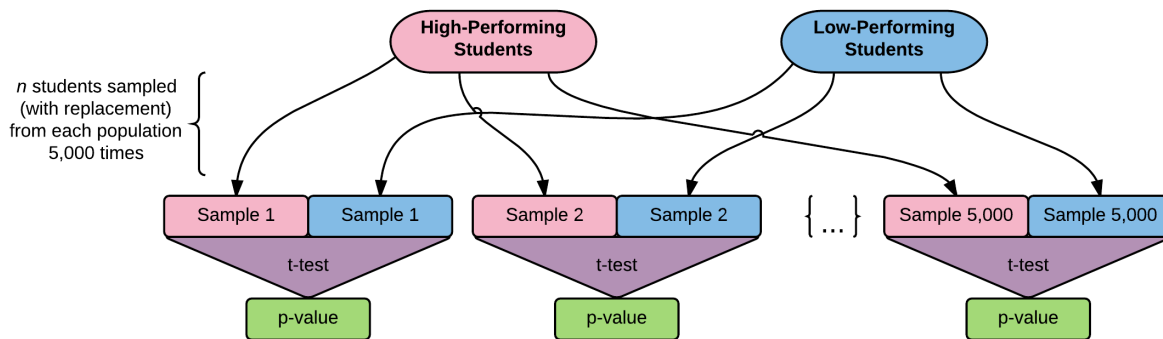 High-Performing
Students
Low-Performing
Students
n students sampled
(with replacement)
from each population
5,000 times
Sample 1
Sample 1
Sample 2
Sample 2
{...}
Sample 5,000
Sample 5,000
t-test
t-test
t-test
p-value
p-value
p-value